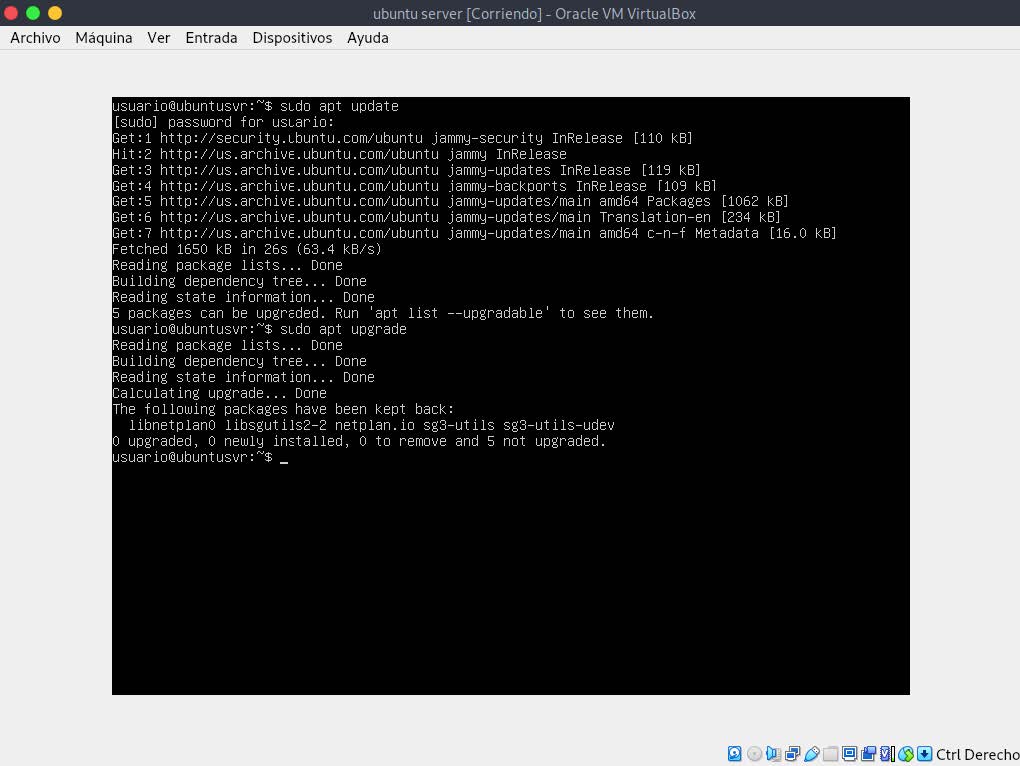 ubuntu server [Corriendo] - Oracle VM VirtualBox
Archivo Máquina Ver Entrada Dispositivos Ayuda
usuario@ubuntusvr:~$ sudo apt update
[sudo] password for usuario:
Get:1 http://security.ubuntu.com/ubuntu jammy-security InRelease [110 kB]
Hit:2 http://us.archive.ubuntu.com/ubuntu jammy InRelease
Get:3 http://us.archive.ubuntu.com/ubuntu jammy-updates InRelease [119 kB]
Get:4 http://us.archive.ubuntu.com/ubuntu jammy-backports InRelease [109 kB]
Get:5 http://us.archive.ubuntu.com/ubuntu jammy-updates/main amd64 Packages [1062 kB]
Get:6 http://us.archive.ubuntu.com/ubuntu jammy-updates/main Translation-en [234 kB]
Get:7 http://us.archive.ubuntu.com/ubuntu jammy-updates/main amd64 c-n-f Metadata [16.0 kB]
Fetched 1650 kB in 26s (63.4 kB/s)
Reading package lists... Done
Building dependency tree... Done
Reading state information... Done
5 packages can be upgraded. Run 'apt list --upgradable' to see them.
usuario@ubuntusvr:~$ sudo apt upgrade
Reading package lists... Done
Building dependency tree... Done
Reading state information... Done
Calculating upgrade... Done
The following packages have been kept back:
  libnetplan0 libsgutils2-2 netplan.io sg3-utils sg3-utils-udev
0 upgraded, 0 newly installed, 0 to remove and 5 not upgraded.
usuario@ubuntusvr:~$ _
Ctrl Derecho